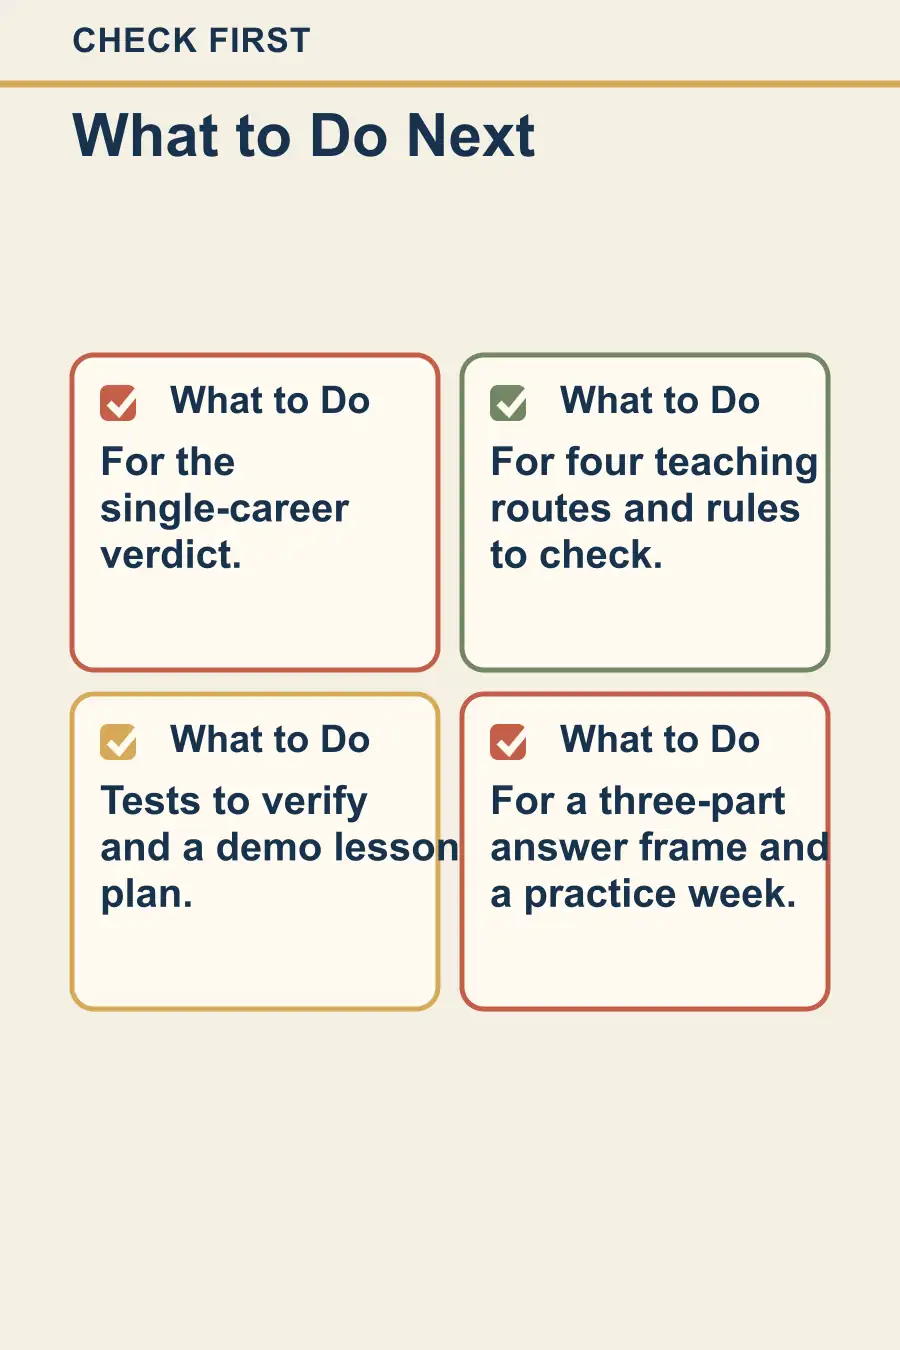 CHECK FIRST
What to Do Next
What to Do
For the
single-career
verdict.
What to Do
For four teaching
routes and rules
to check.
What to Do
Tests to verify
and a demo lesson
plan.
What to Do
For a three-part
answer frame and
a practice week.